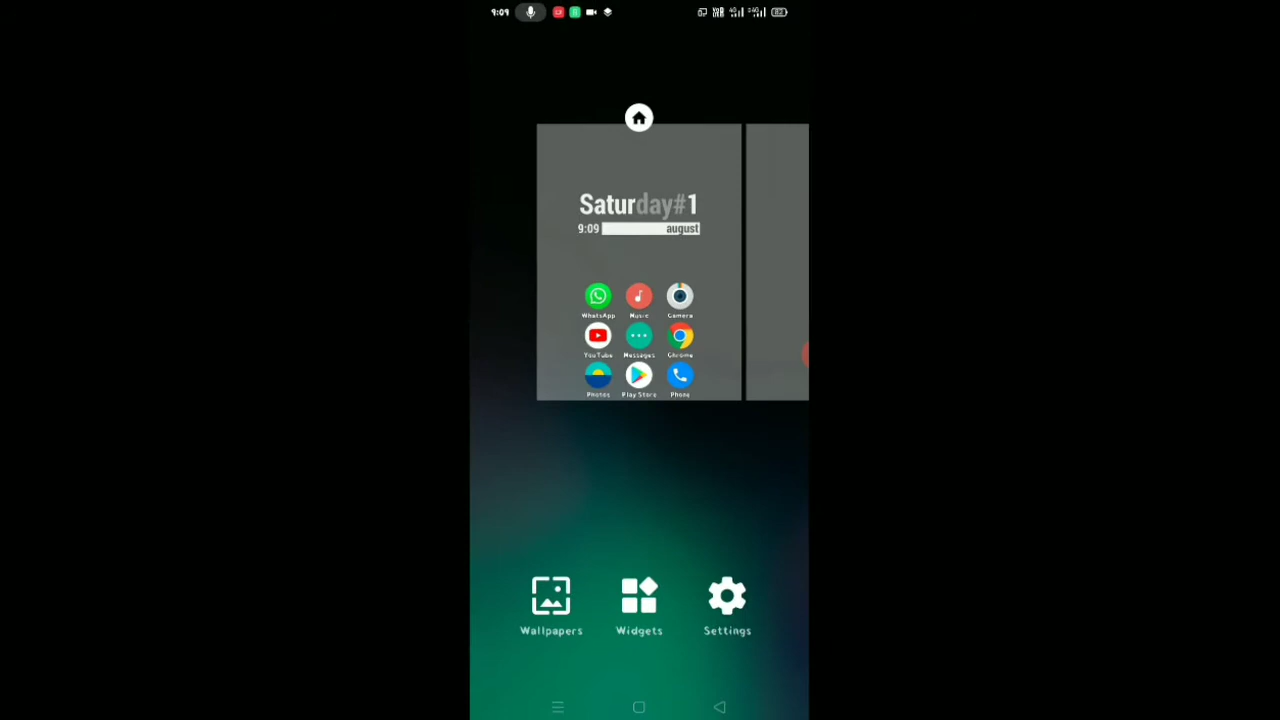 9:09
Saturday#1
9:09 august
WhatsApp Music Camera
YouTube Messages Chrome
Photos Play Store Phone
Wallpapers Widgets Settings